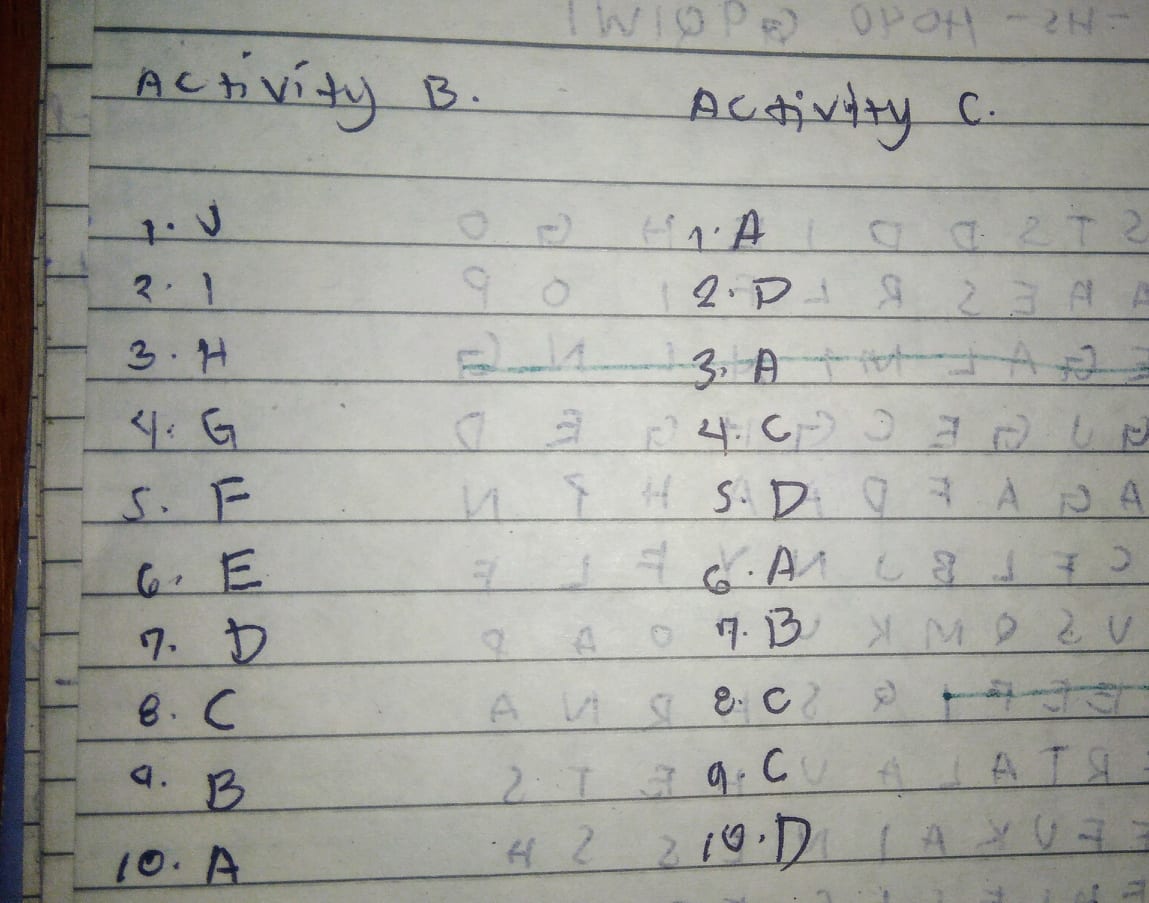 Activity B.
1. J
2. I
3. H
4. G
5. F
6. E
7. D
8. C
9. B
10. A
Activity C.
1. A
2. D
3. A
4. C
5. D
6. A
7. B
8. C
9. C
10. D